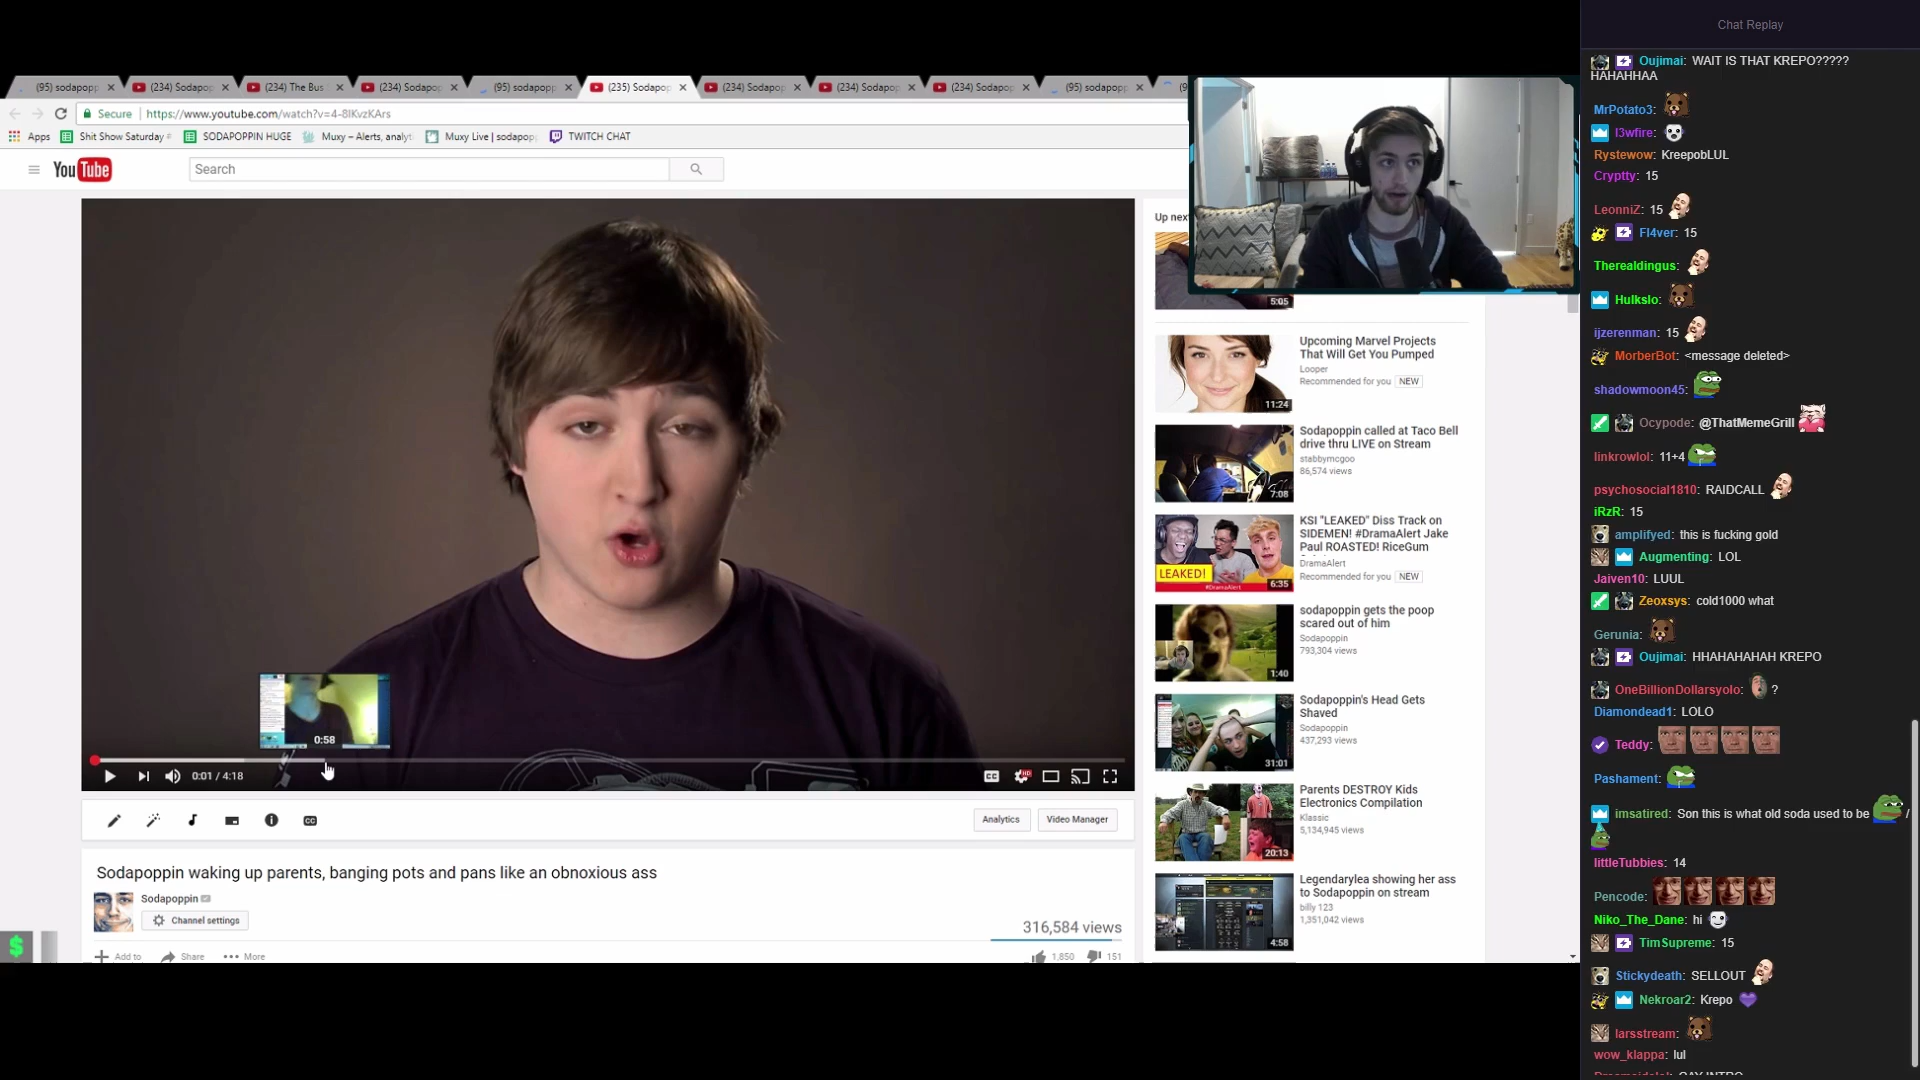 Chat Replay
(95) sodapopp
(234) Sodapop
(234) The Bus
(234) Sodapop
(95) sodapopp
(235) Sodapop
(234) Sodapop
(234) Sodapop
(234) Sodapop
(95) sodapopp
Secure
https://www.youtube.com/watch?v=4-8lKvzKArs
Apps
Shit Show Saturday
SODAPOPPIN HUGE
Muxy – Alerts, analyt
Muxy Live | sodapop
TWITCH CHAT
YouTube
Search
0:58
0:01 / 4:18
CC
HD
Analytics
Video Manager
Sodapoppin waking up parents, banging pots and pans like an obnoxious ass
Sodapoppin
Channel settings
316,584 views
Add to
Share
More
1,850
151
Up next
5:05
Upcoming Marvel Projects
That Will Get You Pumped
Looper
Recommended for you NEW
11:24
Sodapoppin called at Taco Bell
drive thru LIVE on Stream
stabbymcgoo
86,574 views
7:08
KSI "LEAKED" Diss Track on
SIDEMEN! #DramaAlert Jake
Paul ROASTED! RiceGum
DramaAlert
Recommended for you NEW
LEAKED!
#DramaAlert
6:35
sodapoppin gets the poop
scared out of him
Sodapoppin
793,304 views
1:40
Sodapoppin's Head Gets
Shaved
Sodapoppin
437,293 views
31:01
Parents DESTROY Kids
Electronics Compilation
Klassic
5,134,945 views
20:13
Legendarylea showing her ass
to Sodapoppin on stream
billy 123
1,351,042 views
4:58
Oujimai: WAIT IS THAT KREPO?????
HAHAHHAA
MrPotato3:
l3wfire:
Rystewow: KreepobLUL
Cryptty: 15
LeonniZ: 15
Fl4ver: 15
Therealdingus:
Hulkslo:
ijzerenman: 15
MorberBot: <message deleted>
shadowmoon45:
Ocypode: @ThatMemeGrill
linkrowlol: 11+4
psychosocial1810: RAIDCALL
iRzR: 15
amplifyed: this is fucking gold
Augmenting: LOL
Jaiven10: LUUL
Zeoxsys: cold1000 what
Gerunia:
Oujimai: HHAHAHAHAH KREPO
OneBillionDollarsyolo: ?
Diamondead1: LOLO
Teddy:
Pashament:
imsatired: Son this is what old soda used to be /
littleTubbies: 14
Pencode:
Niko_The_Dane: hi
TimSupreme: 15
Stickydeath: SELLOUT
Nekroar2: Krepo
larsstream:
wow_klappa: lul